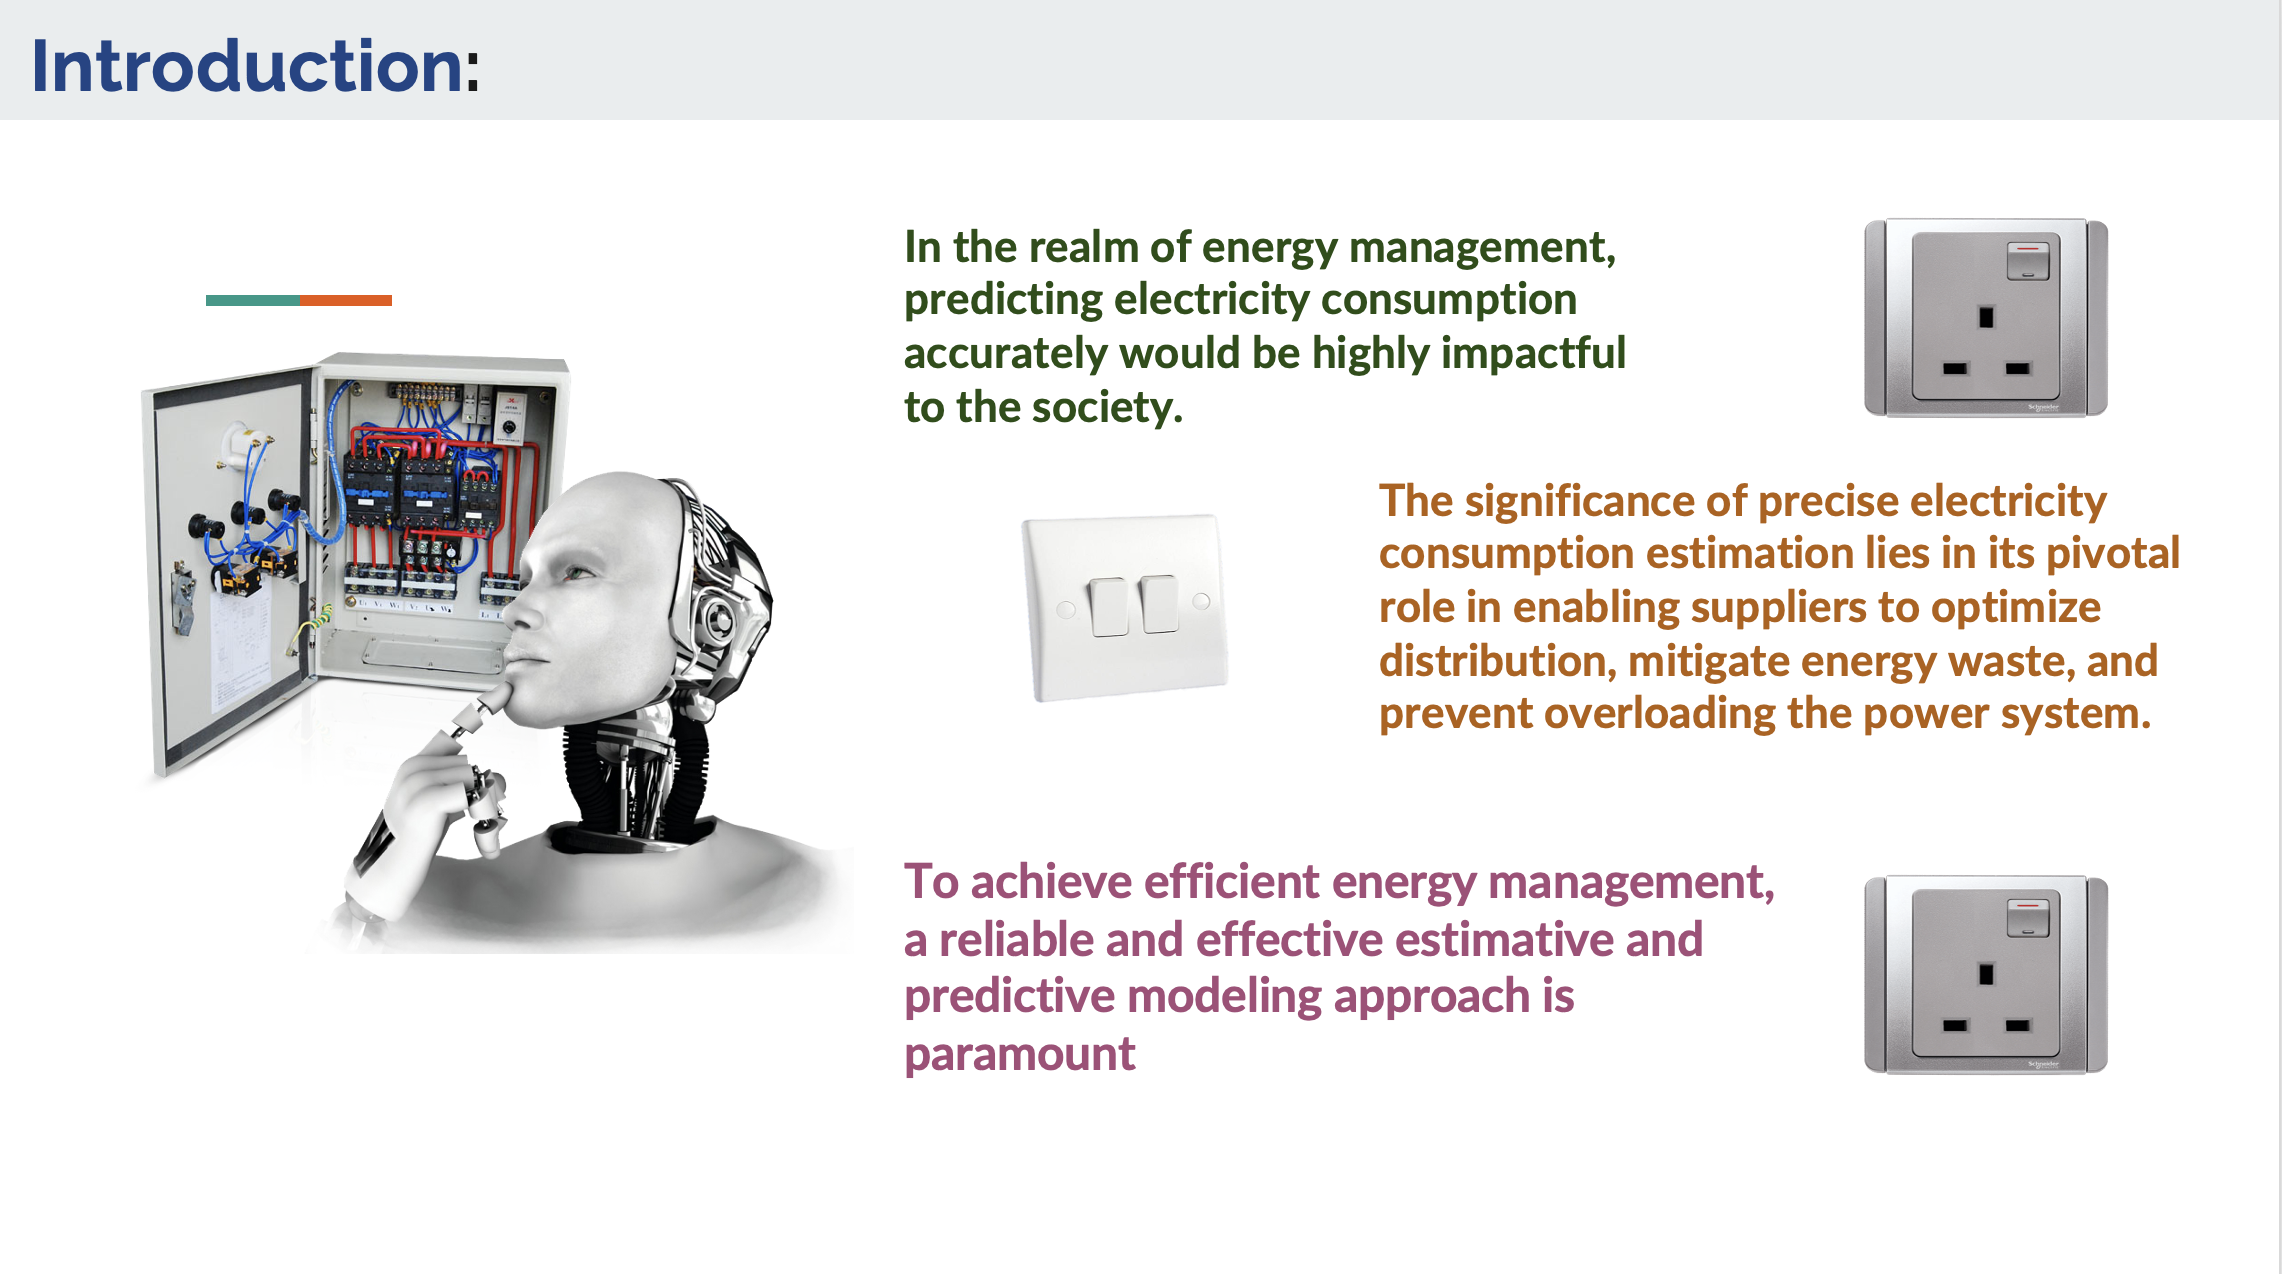 Introduction:
In the realm of energy management,
predicting electricity consumption
accurately would be highly impactful
to the society.
The significance of precise electricity
consumption estimation lies in its pivotal
role in enabling suppliers to optimize
distribution, mitigate energy waste, and
prevent overloading the power system.
To achieve efficient energy management,
a reliable and effective estimative and
predictive modeling approach is
paramount
Schneider
Schneider